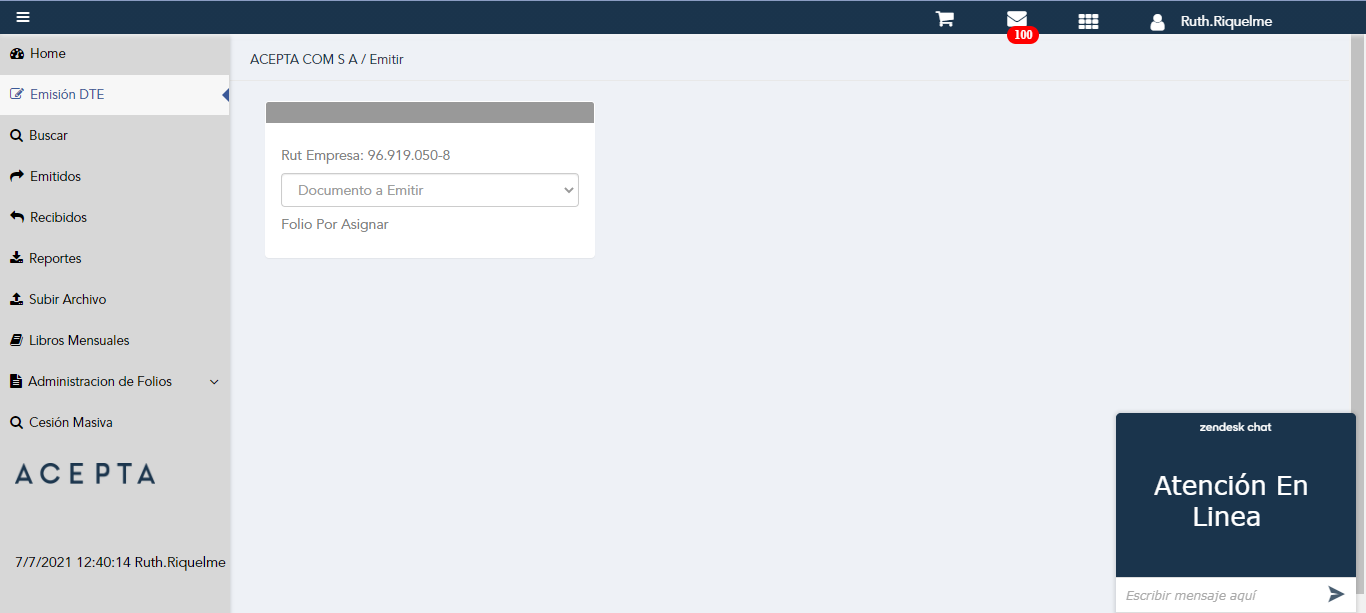 Ruth.Riquelme
100
Home
Emisión DTE
Buscar
Emitidos
Recibidos
Reportes
Subir Archivo
Libros Mensuales
Administracion de Folios
Cesión Masiva
ACEPTA
7/7/2021 12:40:14 Ruth.Riquelme
ACEPTA COM S A / Emitir
Rut Empresa: 96.919.050-8
Documento a Emitir
Folio Por Asignar
zendesk chat
Atención En
Linea
Escribir mensaje aquí